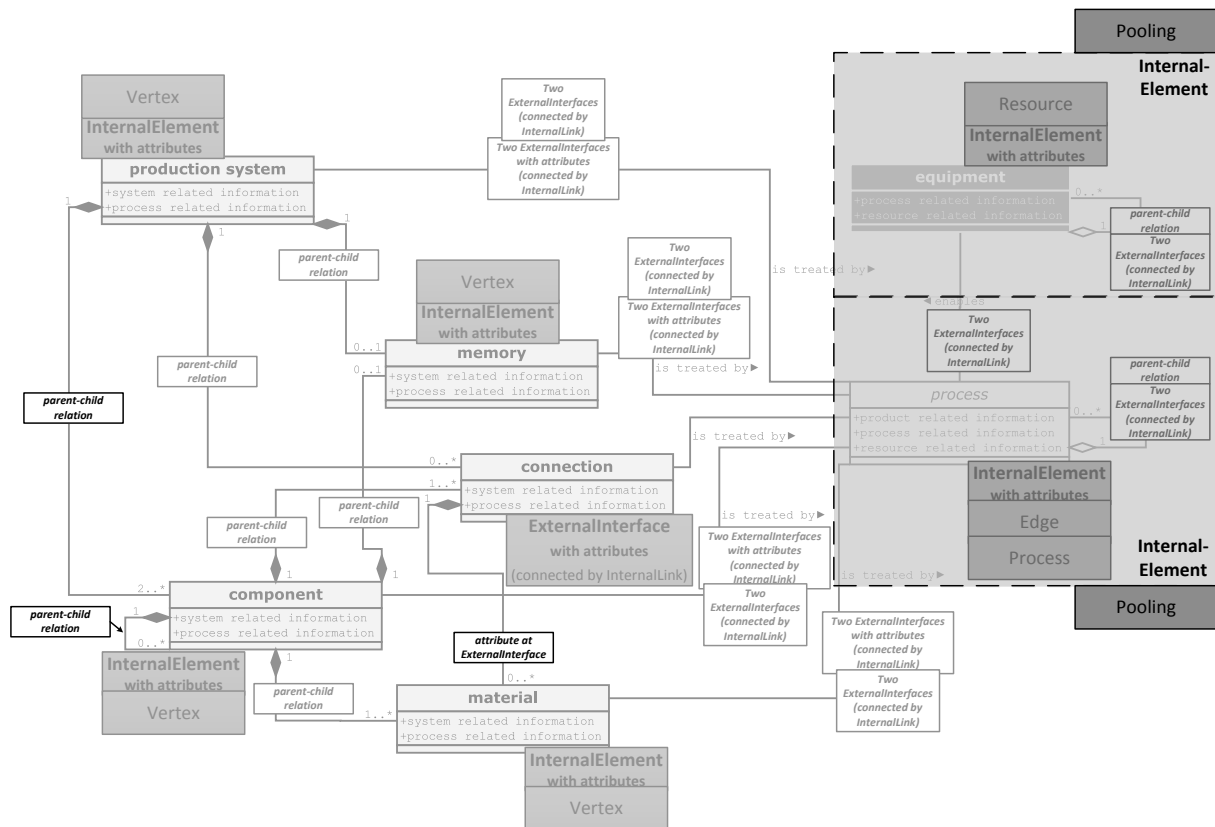 Pooling
Internal-
Element
Vertex
InternalElement
with attributes
production system
+system related information
+process related information
Two
ExternalInterfaces
(connected by
InternalLink)
Two ExternalInterfaces
with attributes
(connected by
InternalLink)
Resource
InternalElement
with attributes
equipment
+process related information
+resource related information
0..*
1
parent-child
relation
Two
ExternalInterfaces
(connected by
InternalLink)
1
1
1
parent-child
relation
Vertex
InternalElement
with attributes
memory
+system related information
+process related information
0..1
0..1
Two
ExternalInterfaces
(connected by
InternalLink)
Two ExternalInterfaces
with attributes
(connected by
InternalLink)
is treated by►
is treated by►
◄ enables
Two
ExternalInterfaces
(connected by
InternalLink)
parent-child
relation
parent-child
relation
process
+product related information
+process related information
+resource related information
0..*
1
parent-child
relation
Two
ExternalInterfaces
(connected by
InternalLink)
is treated by►
0..*
1..*
1
connection
+system related information
+process related information
ExternalInterface
with attributes
(connected by InternalLink)
parent-child
relation
parent-child
relation
InternalElement
with attributes
Edge
Process
Internal-
Element
Pooling
is treated by►
Two ExternalInterfaces
with attributes
(connected by
InternalLink)
Two
ExternalInterfaces
(connected by
InternalLink)
is treated by►
1
1
2..*
component
+system related information
+process related information
1
0..*
1
parent-child
relation
InternalElement
with attributes
Vertex
parent-child
relation
attribute at
ExternalInterface
0..*
1..*
material
+system related information
+process related information
InternalElement
with attributes
Vertex
Two ExternalInterfaces
with attributes
(connected by
InternalLink)
Two
ExternalInterfaces
(connected by
InternalLink)